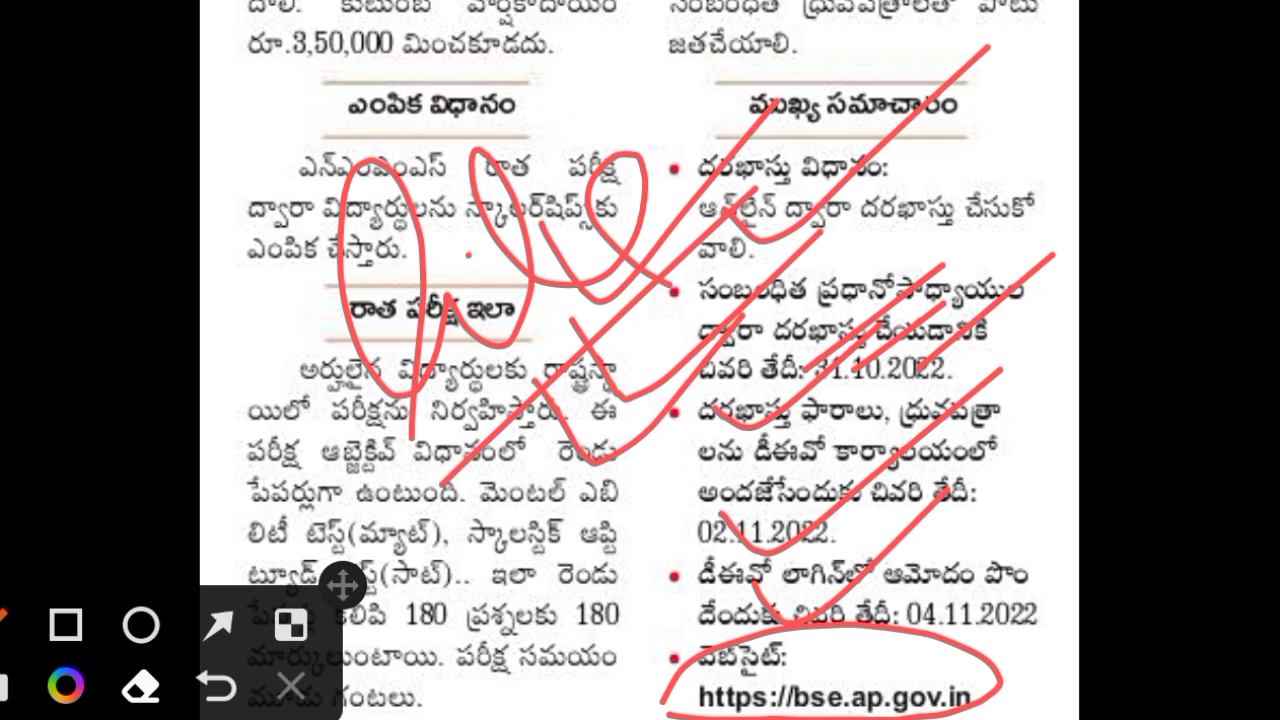 దాలి. కుటుంబ వార్షికాదాయం
రూ.3,50,000 మించకూడదు.
ఎంపిక విధానం
ఎన్ఎంఎంఎస్ రాత పరీక్ష
ద్వారా విద్యార్థులను స్కాలర్‌షిప్స్‌కు
ఎంపిక చేస్తారు.
రాత పరీక్ష ఇలా
అర్హులైన విద్యార్థులకు రాష్ట్రస్థా
యిలో పరీక్షను నిర్వహిస్తారు. ఈ
పరీక్ష ఆబ్జెక్టివ్ విధానంలో రెండు
పేపర్లుగా ఉంటుంది. మెంటల్ ఎబి
లిటీ టెస్ట్(మ్యాట్), స్కాలస్టిక్ ఆప్టి
ట్యూడ్ (సాట్).. ఇలా రెండు
కలిపి 180 ప్రశ్నలకు 180
మార్కులుంటాయి. పరీక్ష సమయం
మూడు గంటలు.
సంబంధిత ధ్రువపత్రాలతో పాటు
జతచేయాలి.
ముఖ్య సమాచారం
• దరఖాస్తు విధానం:
ఆన్‌లైన్ ద్వారా దరఖాస్తు చేసుకో
వాలి.
• సంబంధిత ప్రధానోపాధ్యాయుల
ద్వారా దరఖాస్తు చేయడానికి
చివరి తేదీ: 31.10.2022.
• దరఖాస్తు ఫారాలు, ధ్రువపత్రా
లను డీఈవో కార్యాలయంలో
అందజేసేందుకు చివరి తేదీ:
02.11.2022.
• డీఈవో లాగిన్‌లో ఆమోదం పొం
దేందుకు చివరి తేదీ: 04.11.2022
• వెబ్‌సైట్:
https://bse.ap.gov.in